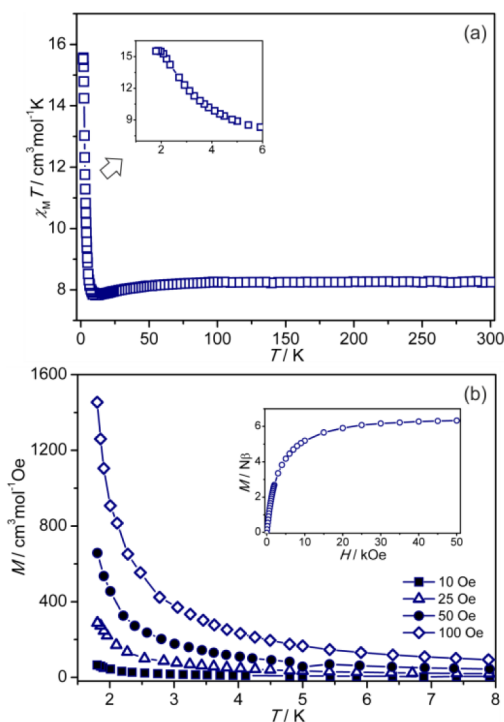 (a)
χMT / cm³mol⁻¹K
16
14
12
10
8
15
12
9
2 4 6
0 50 100 150 200 250 300
T / K
(b)
M / cm³mol⁻¹Oe
1600
1200
800
400
0
M / Nβ
6
4
2
0
0 10 20 30 40 50
H / kOe
10 Oe
25 Oe
50 Oe
100 Oe
2 3 4 5 6 7 8
T / K